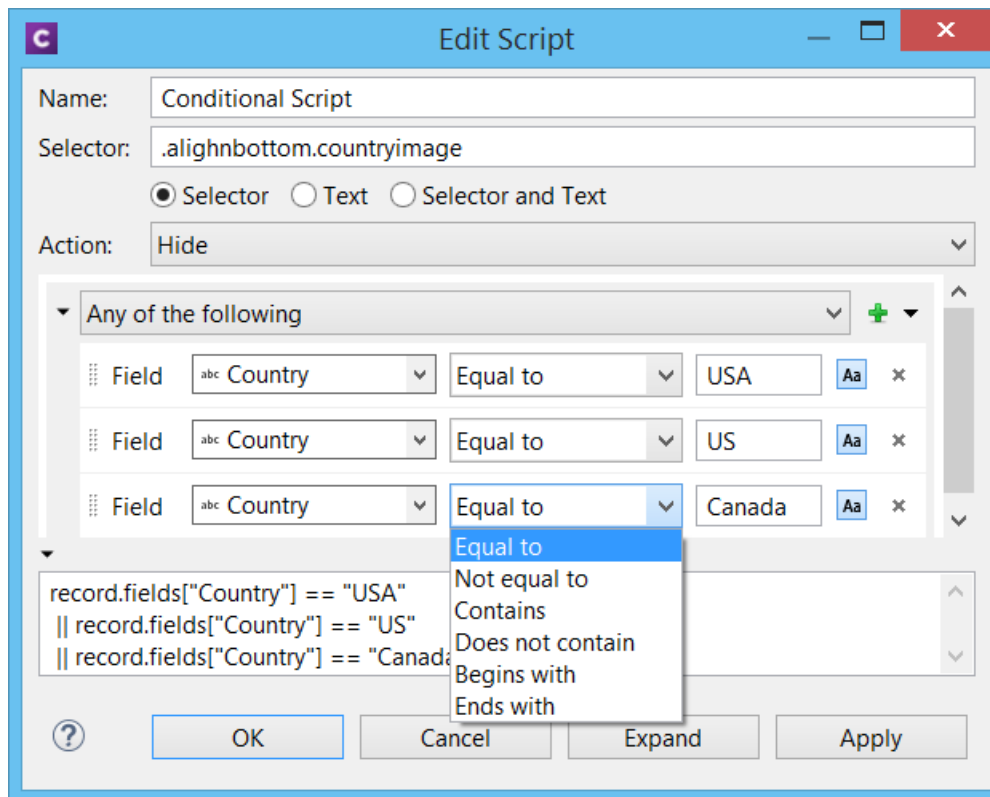 C Edit Script
Name: Conditional Script
Selector: .alighnbottom.countryimage
Selector Text Selector and Text
Action: Hide
Any of the following
Field abc Country Equal to USA Aa
Field abc Country Equal to US Aa
Field abc Country Equal to Canada Aa
Equal to
Not equal to
Contains
Does not contain
Begins with
Ends with
record.fields["Country"] == "USA"
|| record.fields["Country"] == "US"
|| record.fields["Country"] == "Canada
? OK Cancel Expand Apply